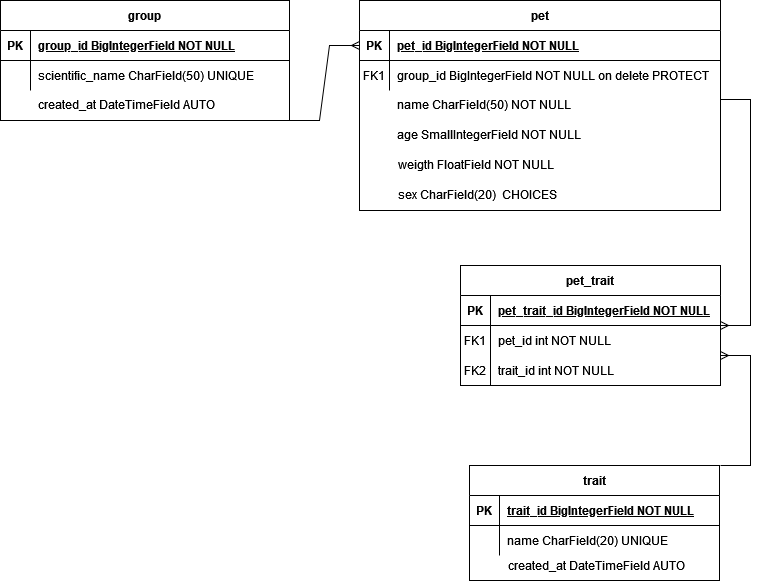 group
PK group_id BigIntegerField NOT NULL
scientific_name CharField(50) UNIQUE
created_at DateTimeField AUTO
pet
PK pet_id BigIntegerField NOT NULL
FK1 group_id BigIntegerField NOT NULL on delete PROTECT
name CharField(50) NOT NULL
age SmallIntegerField NOT NULL
weigth FloatField NOT NULL
sex CharField(20) CHOICES
pet_trait
PK pet_trait_id BigIntegerField NOT NULL
FK1 pet_id int NOT NULL
FK2 trait_id int NOT NULL
trait
PK trait_id BigIntegerField NOT NULL
name CharField(20) UNIQUE
created_at DateTimeField AUTO